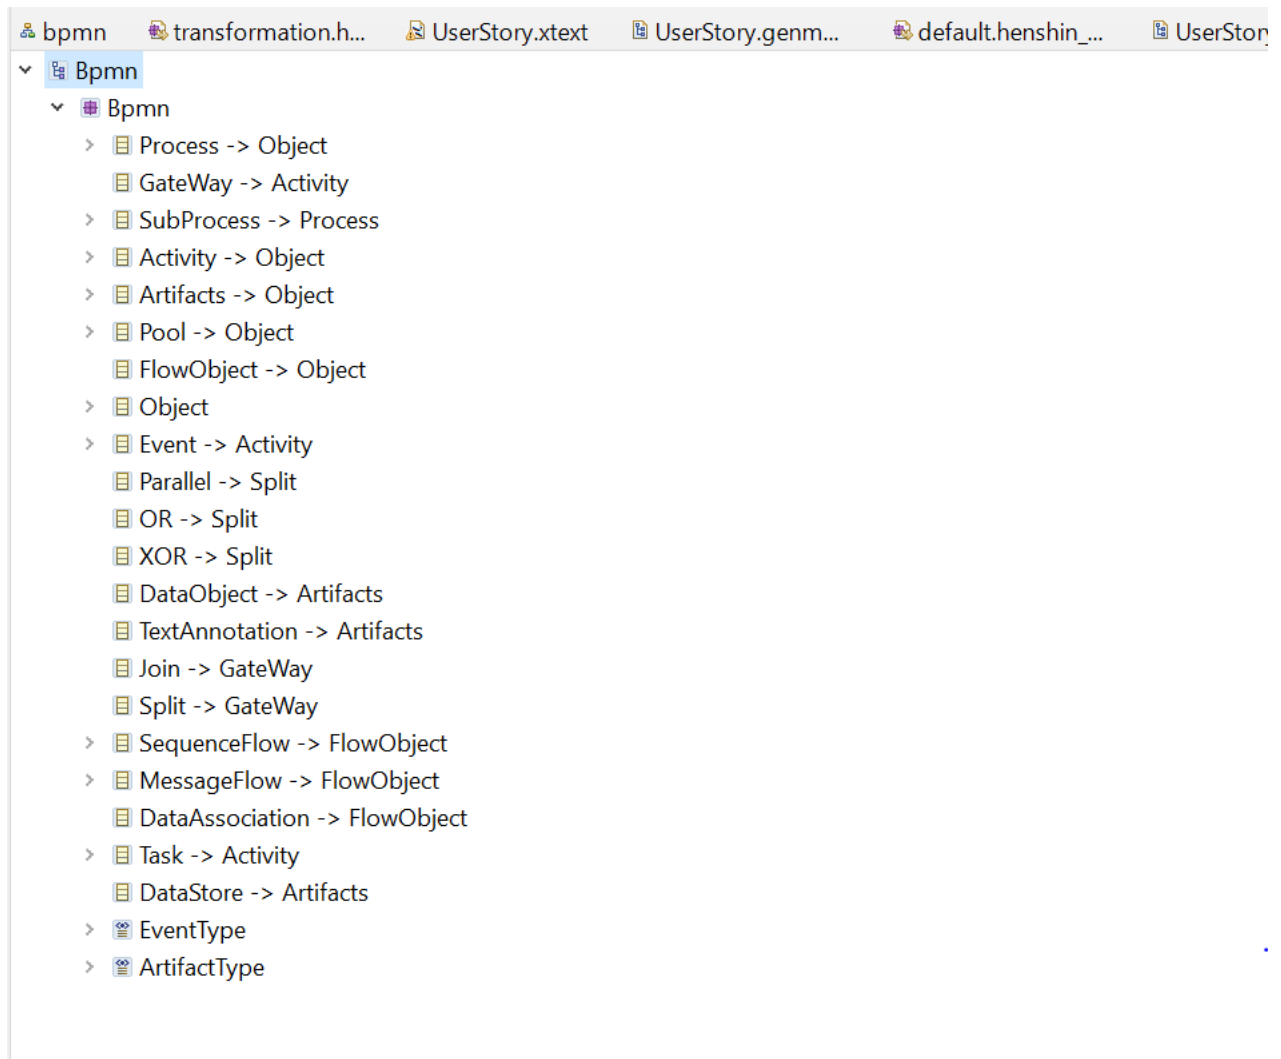 bpmn transformation.h... UserStory.xtext UserStory.genm... default.henshin_... UserStory
Bpmn
Bpmn
Process -> Object
GateWay -> Activity
SubProcess -> Process
Activity -> Object
Artifacts -> Object
Pool -> Object
FlowObject -> Object
Object
Event -> Activity
Parallel -> Split
OR -> Split
XOR -> Split
DataObject -> Artifacts
TextAnnotation -> Artifacts
Join -> GateWay
Split -> GateWay
SequenceFlow -> FlowObject
MessageFlow -> FlowObject
DataAssociation -> FlowObject
Task -> Activity
DataStore -> Artifacts
EventType
ArtifactType